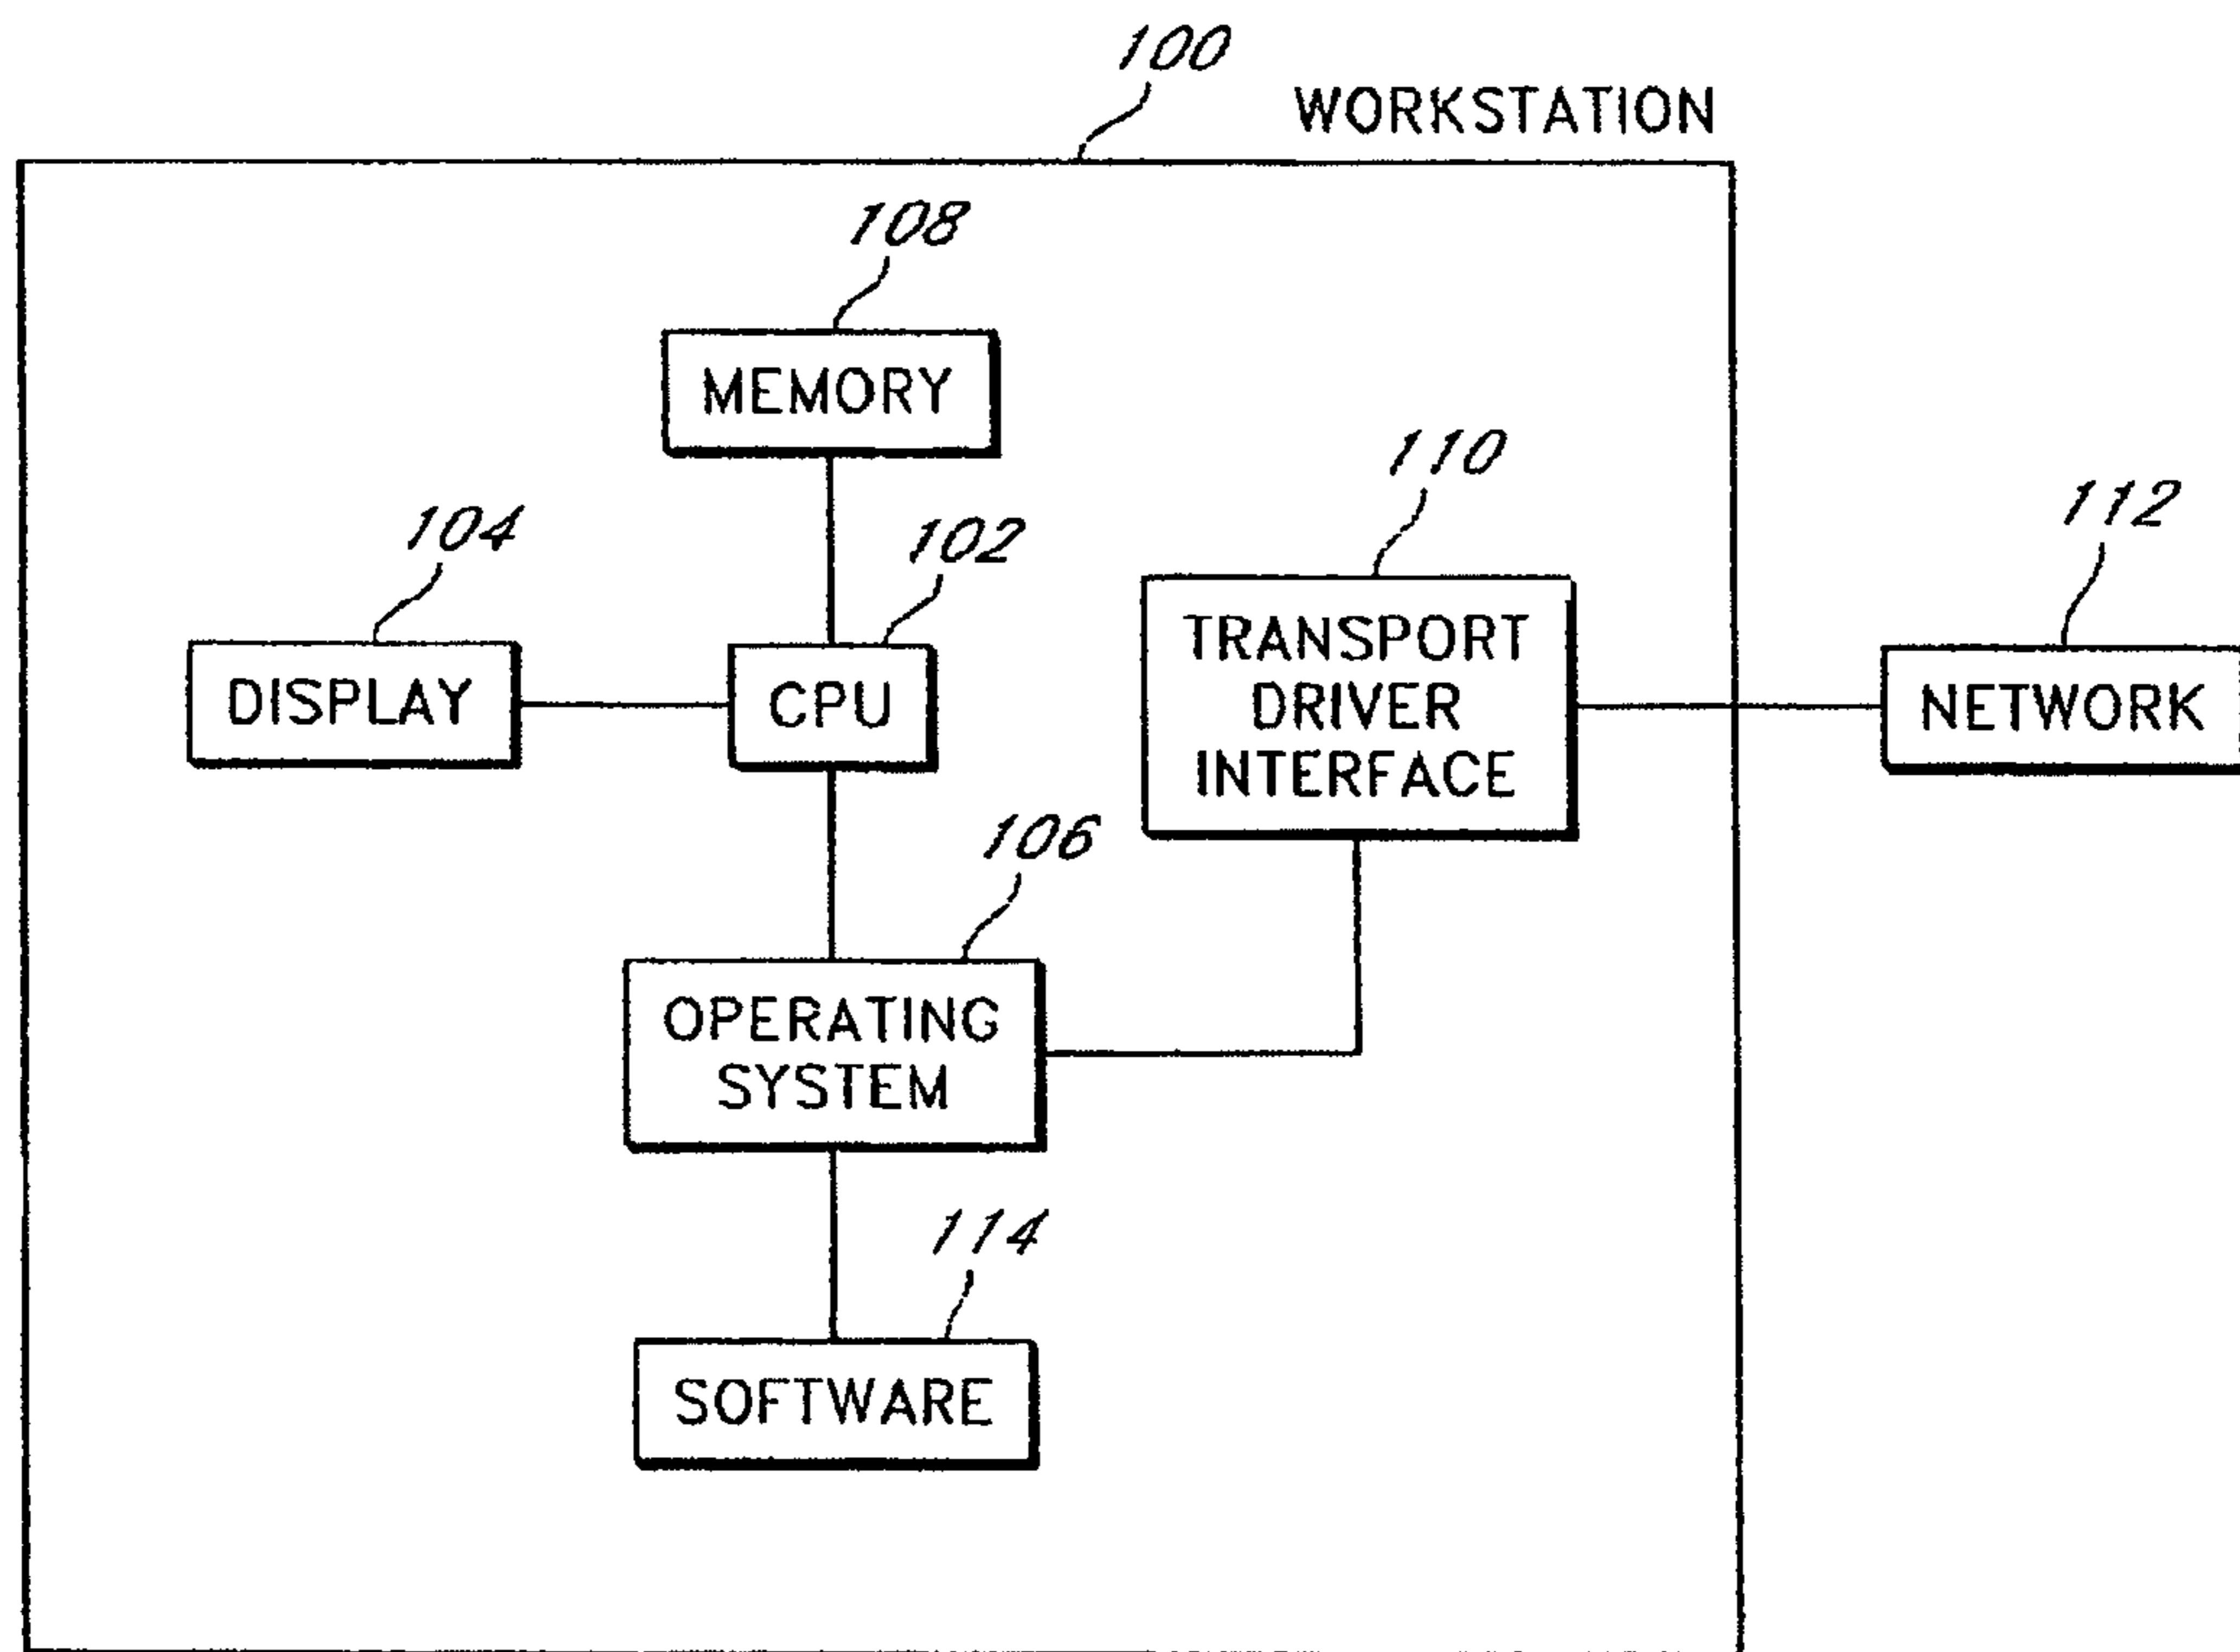 100
WORKSTATION
108
MEMORY
104
DISPLAY
102
CPU
110
TRANSPORT
DRIVER
INTERFACE
112
NETWORK
106
OPERATING
SYSTEM
114
SOFTWARE